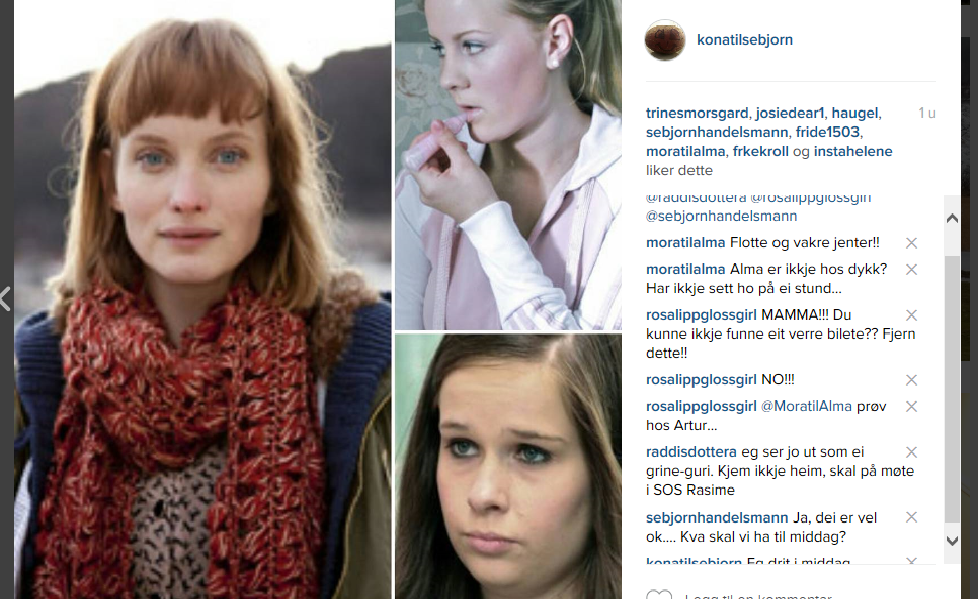 konatilsebjorn
trinesmorsgard, josiedear1, haugel, 1 u
sebjornhandelsmann, fride1503,
moratilalma, frkekroll og instahelene
liker dette
@raddisdottera @rosalippglossgirl
@sebjornhandelsmann
moratilalma Flotte og vakre jenter!!
moratilalma Alma er ikkje hos dykk?
Har ikkje sett ho på ei stund...
rosalippglossgirl MAMMA!!! Du
kunne ikkje funne eit verre bilete?? Fjern
dette!!
rosalippglossgirl NO!!!
rosalippglossgirl @MoratilAlma prøv
hos Artur...
raddisdottera eg ser jo ut som ei
grine-guri. Kjem ikkje heim, skal på møte
i SOS Rasime
sebjornhandelsmann Ja, dei er vel
ok.... Kva skal vi ha til middag?
konatilsebjorn Eg drit i middag
Legg til en kommentar